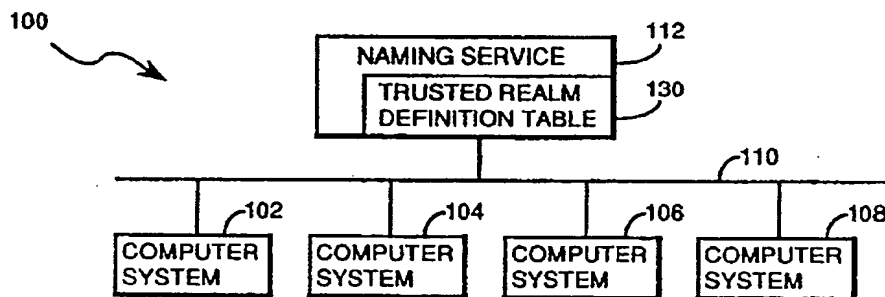 100
112
NAMING SERVICE
130
TRUSTED REALM
DEFINITION TABLE
110
102
104
106
108
COMPUTER
SYSTEM
COMPUTER
SYSTEM
COMPUTER
SYSTEM
COMPUTER
SYSTEM